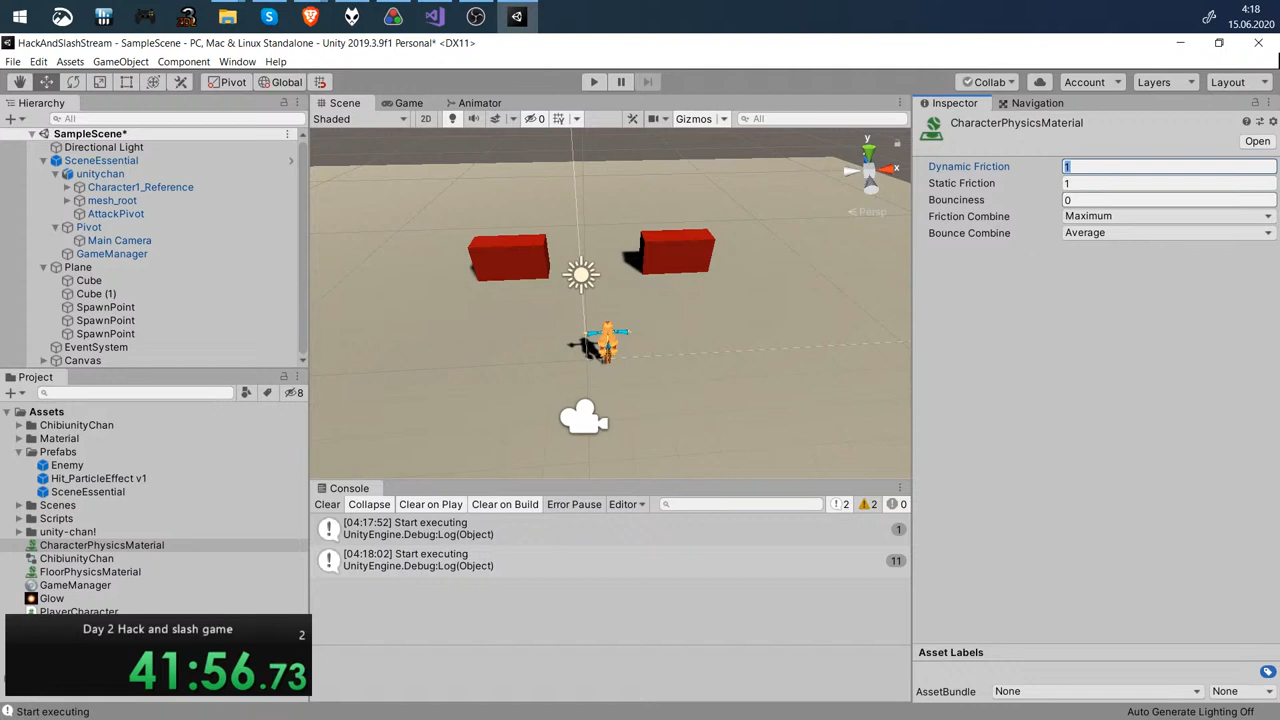 4:18
15.06.2020
HackAndSlashStream - SampleScene - PC, Mac & Linux Standalone - Unity 2019.3.9f1 Personal* <DX11>
File Edit Assets GameObject Component Window Help
Pivot Global Collab Account Layers Layout
Hierarchy
All
SampleScene*
Directional Light
SceneEssential
unitychan
Character1_Reference
mesh_root
AttackPivot
Pivot
Main Camera
GameManager
Plane
Cube
Cube (1)
SpawnPoint
SpawnPoint
SpawnPoint
EventSystem
Canvas
Project
8
Assets
ChibiunityChan
Material
Prefabs
Enemy
Hit_ParticleEffect v1
SceneEssential
Scenes
Scripts
unity-chan!
CharacterPhysicsMaterial
ChibiunityChan
FloorPhysicsMaterial
GameManager
Glow
PlayerCharacter
Day 2 Hack and slash game
2
41:56.73
Start executing
Scene Game Animator
Shaded 2D 0 Gizmos All
y
x
Persp
Console
Clear Collapse Clear on Play Clear on Build Error Pause Editor 2 2 0
[04:17:52] Start executing
UnityEngine.Debug:Log(Object)
1
[04:18:02] Start executing
UnityEngine.Debug:Log(Object)
11
Inspector Navigation
CharacterPhysicsMaterial
Open
Dynamic Friction 1
Static Friction 1
Bounciness 0
Friction Combine Maximum
Bounce Combine Average
Asset Labels
AssetBundle None None
Auto Generate Lighting Off